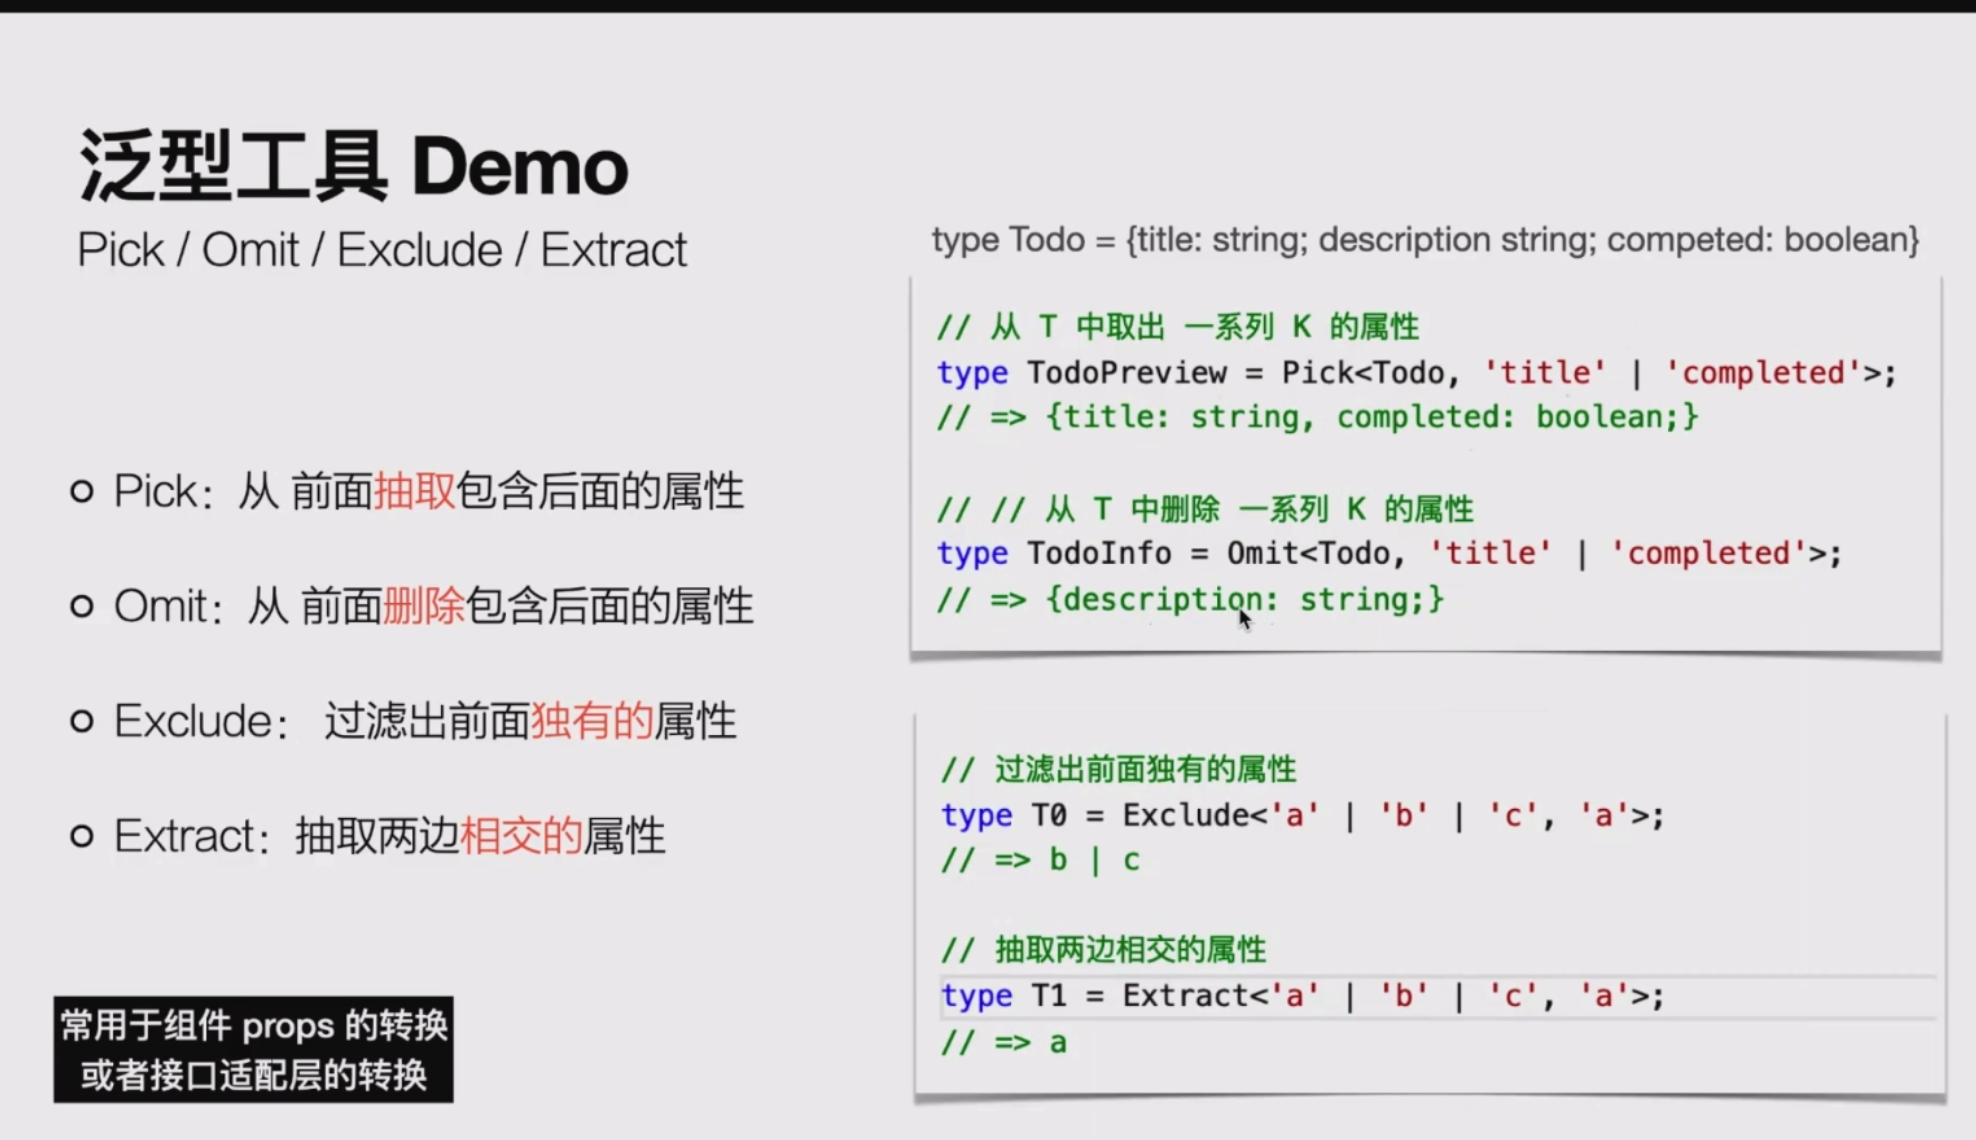 泛型工具 Demo
Pick / Omit / Exclude / Extract
Pick：从 前面抽取包含后面的属性
Omit：从 前面删除包含后面的属性
Exclude： 过滤出前面独有的属性
Extract：抽取两边相交的属性
常用于组件 props 的转换
或者接口适配层的转换
type Todo = {title: string; description string; competed: boolean}
// 从 T 中取出 一系列 K 的属性
type TodoPreview = Pick<Todo, 'title' | 'completed'>;
// => {title: string, completed: boolean;}
// // 从 T 中删除 一系列 K 的属性
type TodoInfo = Omit<Todo, 'title' | 'completed'>;
// => {description: string;}
// 过滤出前面独有的属性
type T0 = Exclude<'a' | 'b' | 'c', 'a'>;
// => b | c
// 抽取两边相交的属性
type T1 = Extract<'a' | 'b' | 'c', 'a'>;
// => a